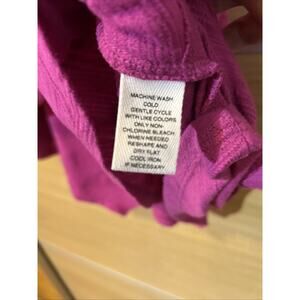 MACHINE WASH
COLD
GENTLE CYCLE
WITH LIKE COLORS
ONLY NON-
CHLORINE BLEACH
WHEN NEEDED
RESHAPE AND
DRY FLAT
COOL IRON
IF NECESSARY